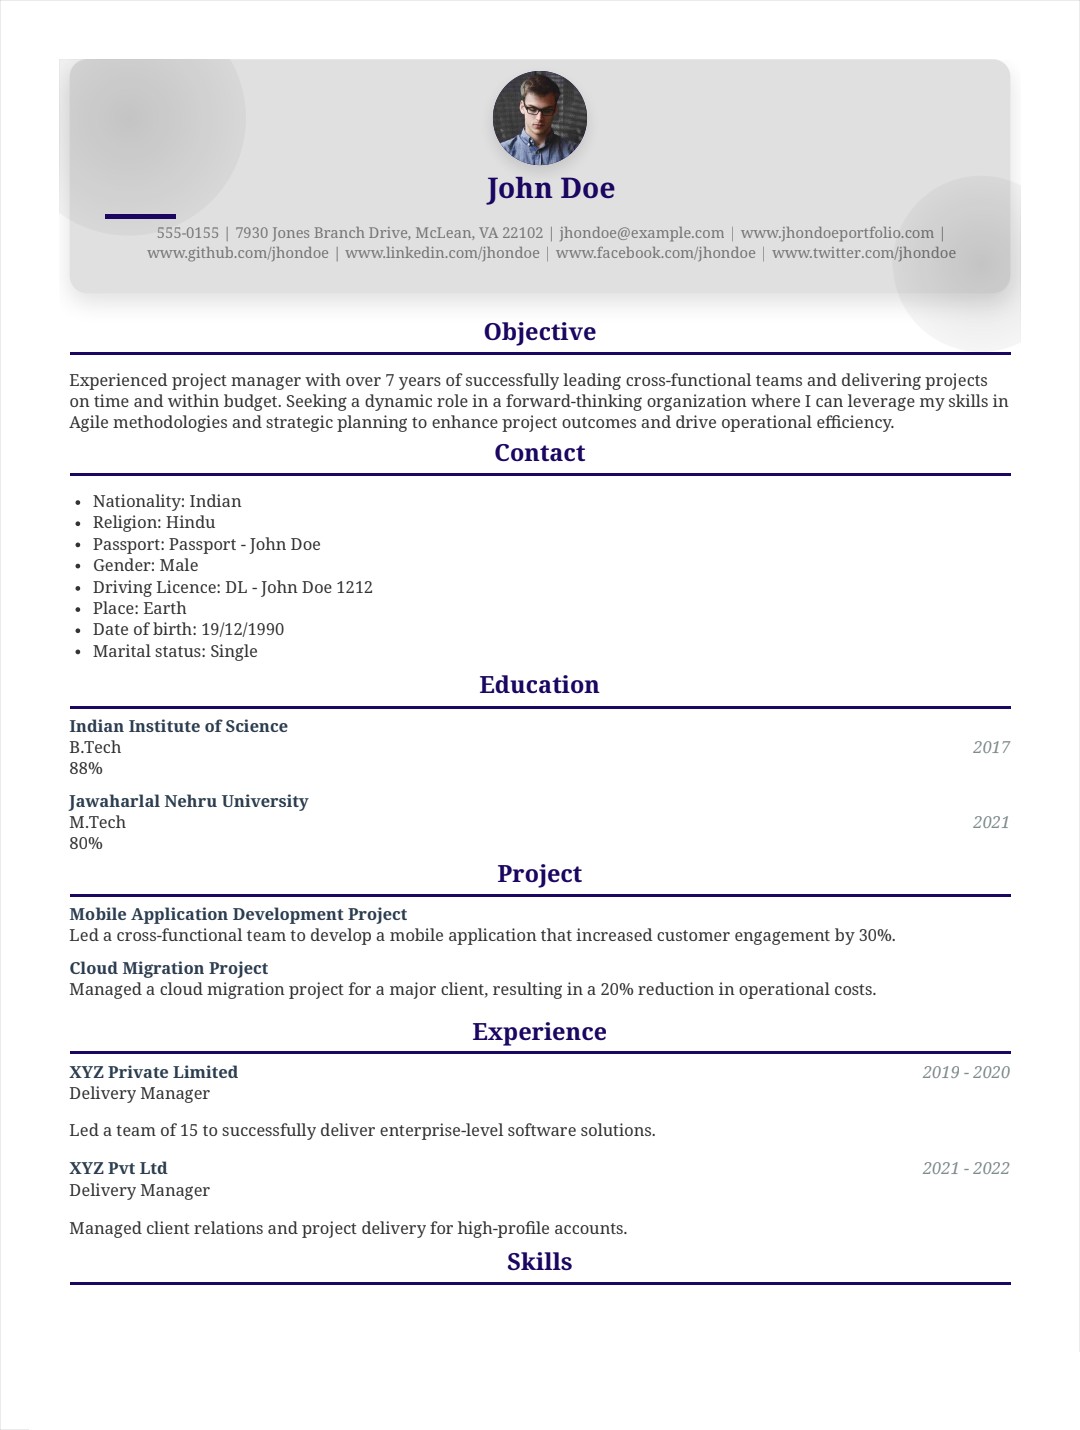 John Doe
555-0155 | 7930 Jones Branch Drive, McLean, VA 22102 | jhondoe@example.com | www.jhondoeportfolio.com |
www.github.com/jhondoe | www.linkedin.com/jhondoe | www.facebook.com/jhondoe | www.twitter.com/jhondoe
Objective
Experienced project manager with over 7 years of successfully leading cross-functional teams and delivering projects
on time and within budget. Seeking a dynamic role in a forward-thinking organization where I can leverage my skills in
Agile methodologies and strategic planning to enhance project outcomes and drive operational efficiency.
Contact
• Nationality: Indian
• Religion: Hindu
• Passport: Passport - John Doe
• Gender: Male
• Driving Licence: DL - John Doe 1212
• Place: Earth
• Date of birth: 19/12/1990
• Marital status: Single
Education
Indian Institute of Science
B.Tech 2017
88%
Jawaharlal Nehru University
M.Tech 2021
80%
Project
Mobile Application Development Project
Led a cross-functional team to develop a mobile application that increased customer engagement by 30%.
Cloud Migration Project
Managed a cloud migration project for a major client, resulting in a 20% reduction in operational costs.
Experience
XYZ Private Limited 2019 - 2020
Delivery Manager
Led a team of 15 to successfully deliver enterprise-level software solutions.
XYZ Pvt Ltd 2021 - 2022
Delivery Manager
Managed client relations and project delivery for high-profile accounts.
Skills